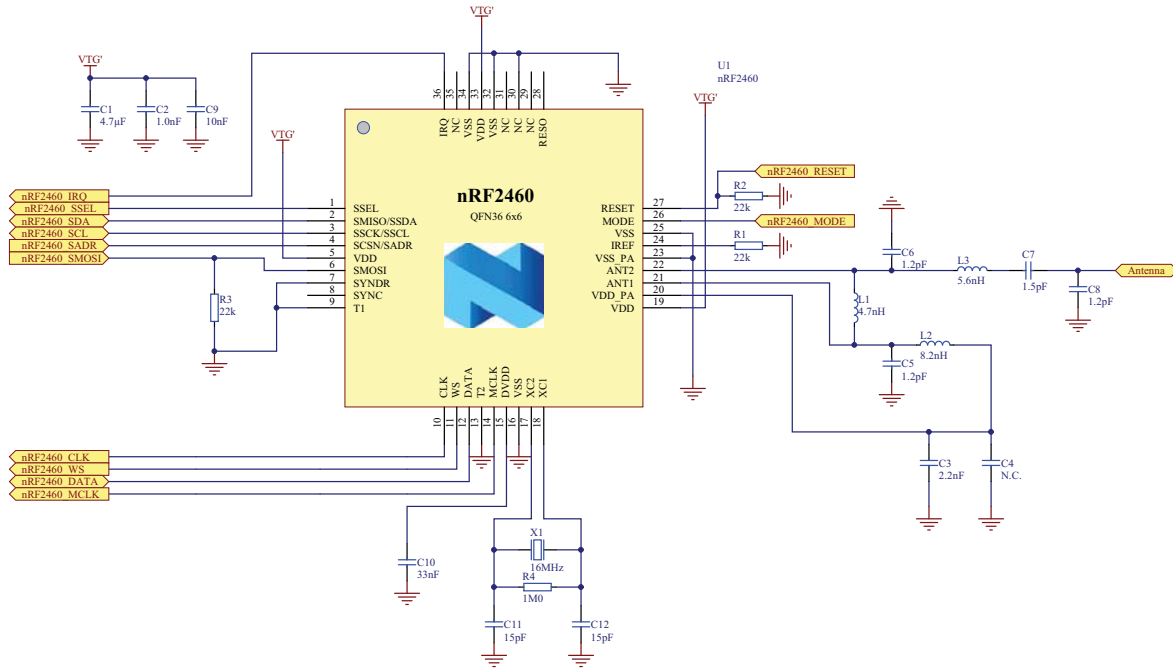 VTG'
VTG'
C1
4.7µF
C2
1.0nF
C9
10nF
VTG'
U1
nRF2460
VTG'
36
35
34
33
32
31
30
29
28
IRQ
NC
VSS
VDD
VSS
NC
NC
NC
RESO
nRF2460
QFN36 6x6
nRF2460_IRQ
nRF2460_SSEL
nRF2460_SDA
nRF2460_SCL
nRF2460_SADR
nRF2460_SMOSI
1
2
3
4
5
6
7
8
9
SSEL
SMISO/SSDA
SSCK/SSCL
SCSN/SADR
VDD
SMOSI
SYNDR
SYNC
T1
R3
22k
RESET
MODE
VSS
IREF
VSS_PA
ANT2
ANT1
VDD_PA
VDD
27
26
25
24
23
22
21
20
19
nRF2460_RESET
R2
22k
nRF2460_MODE
R1
22k
C6
1.2pF
L3
5.6nH
C7
1.5pF
Antenna
C8
1.2pF
L1
4.7nH
L2
8.2nH
C5
1.2pF
C3
2.2nF
C4
N.C.
CLK
WS
DATA
T2
MCLK
DVDD
VSS
XC2
XC1
10
11
12
13
14
15
16
17
18
nRF2460_CLK
nRF2460_WS
nRF2460_DATA
nRF2460_MCLK
C10
33nF
X1
16MHz
R4
1M0
C11
15pF
C12
15pF